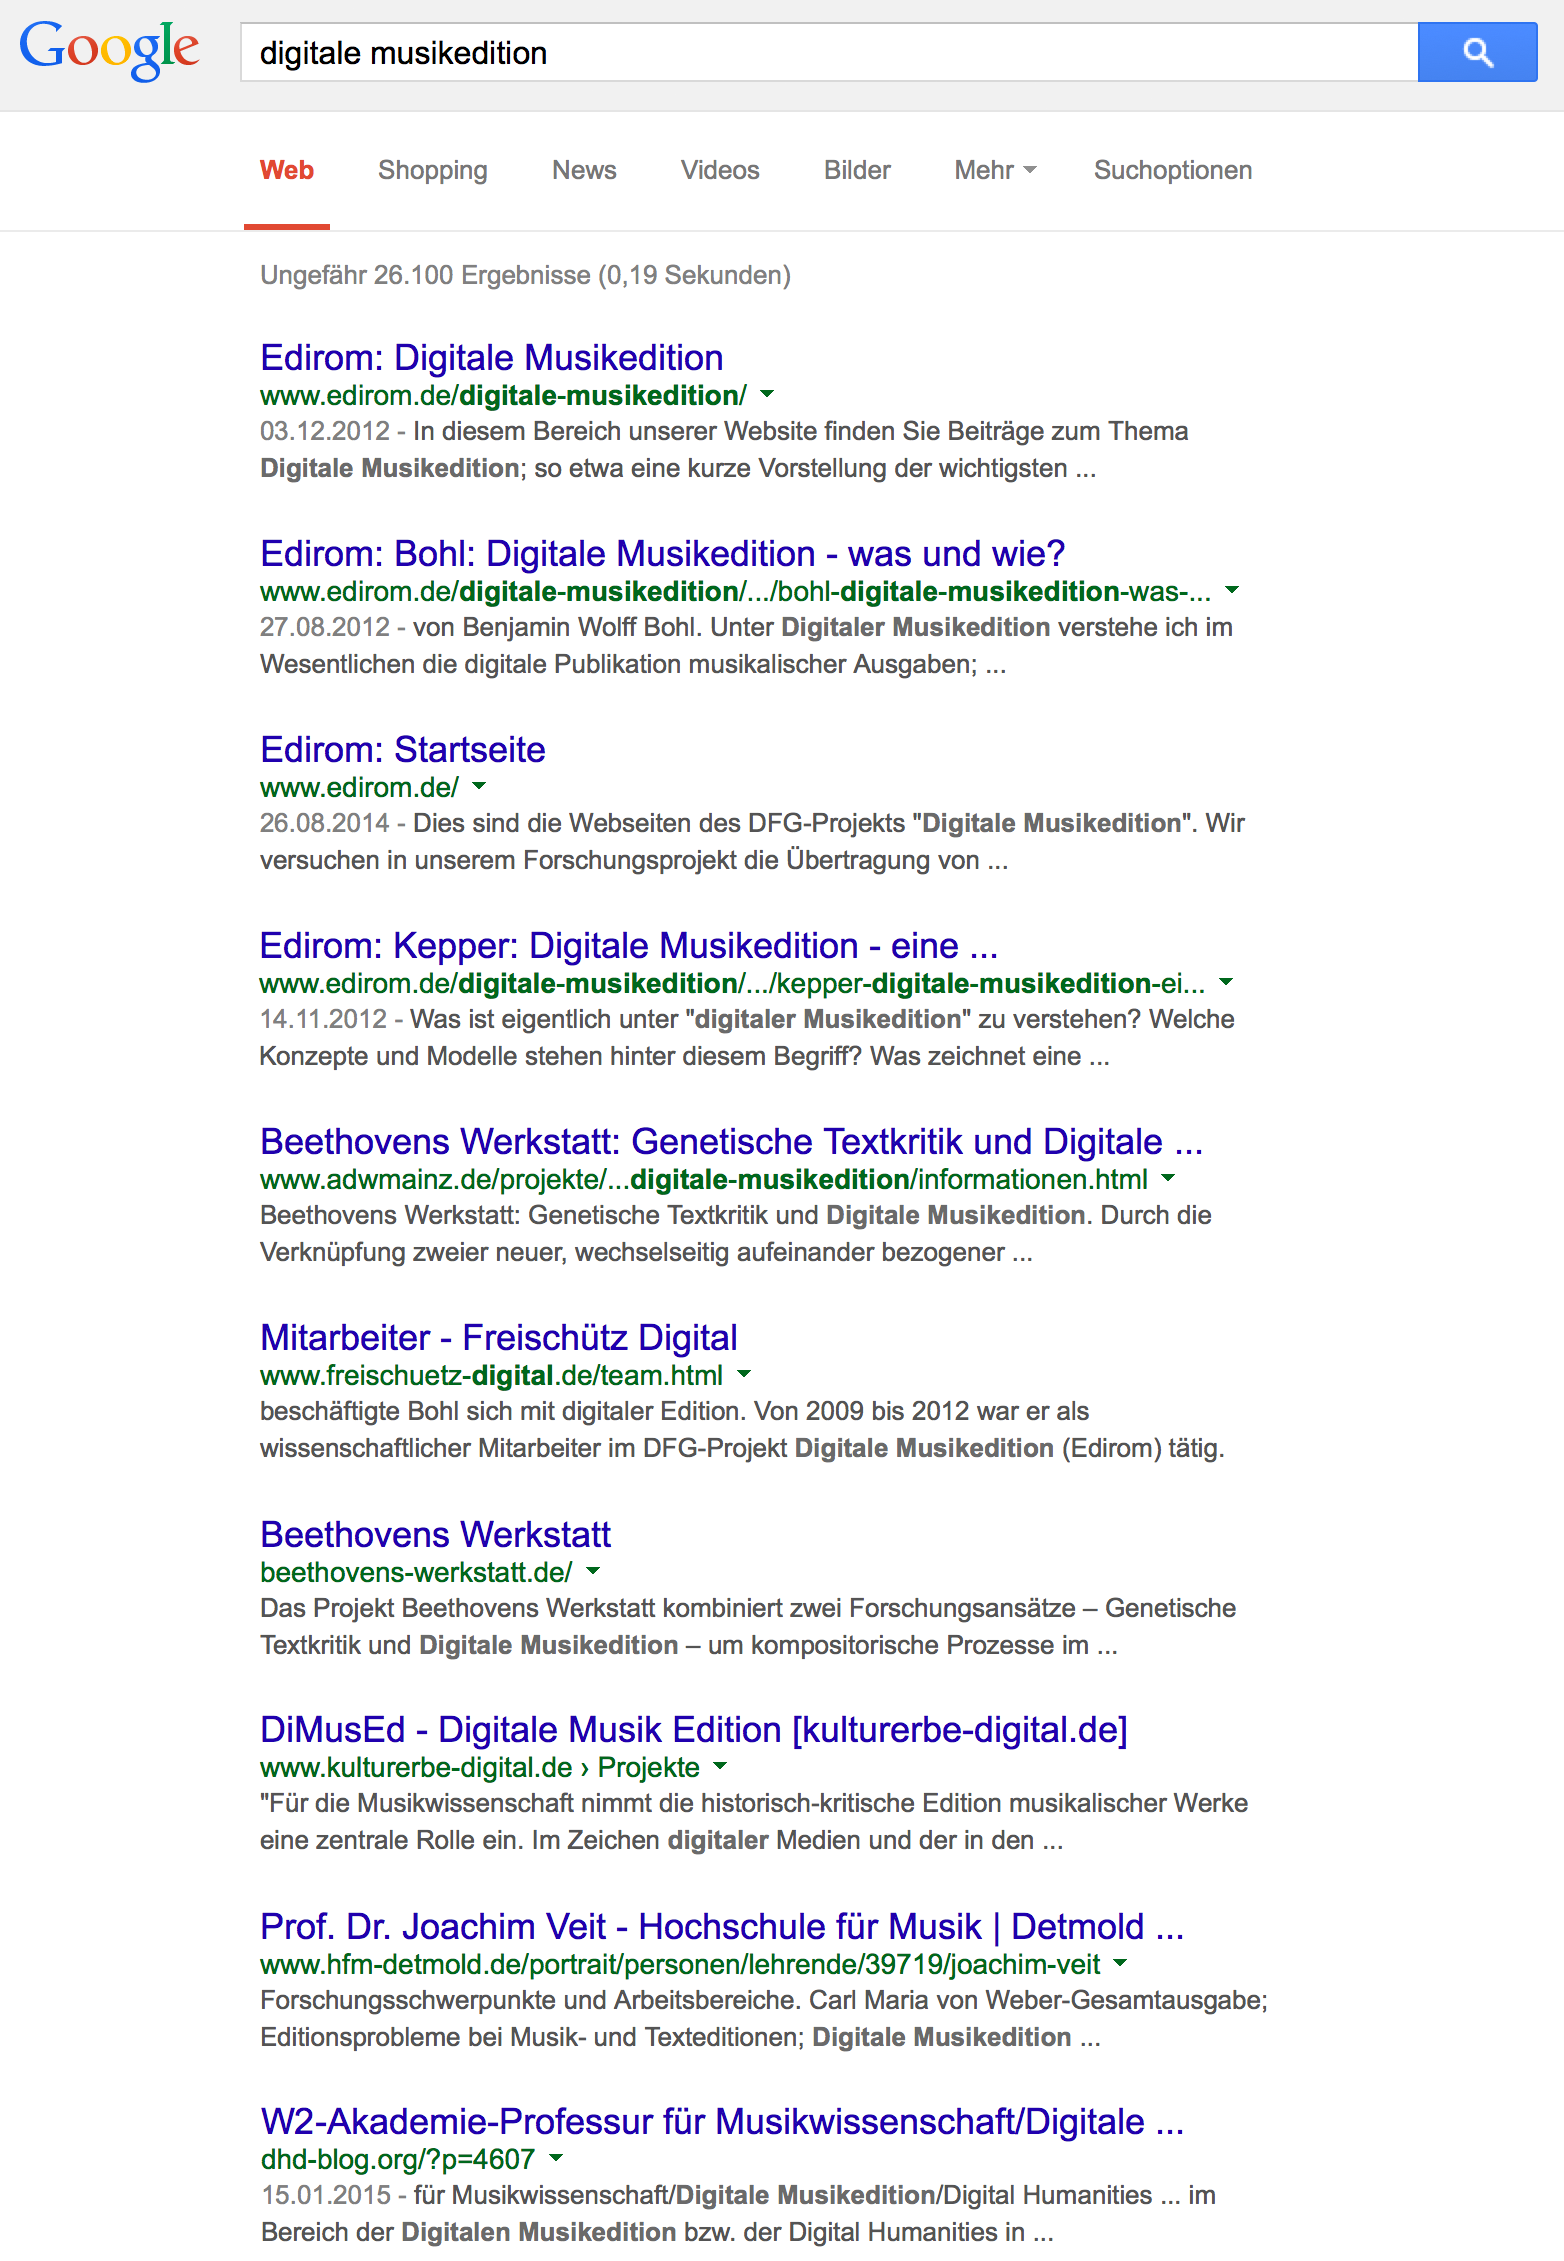 Google
digitale musikedition
Web Shopping News Videos Bilder Mehr Suchoptionen
Ungefähr 26.100 Ergebnisse (0,19 Sekunden)
Edirom: Digitale Musikedition
www.edirom.de/digitale-musikedition/
03.12.2012 - In diesem Bereich unserer Website finden Sie Beiträge zum Thema
Digitale Musikedition; so etwa eine kurze Vorstellung der wichtigsten ...
Edirom: Bohl: Digitale Musikedition - was und wie?
www.edirom.de/digitale-musikedition/.../bohl-digitale-musikedition-was-...
27.08.2012 - von Benjamin Wolff Bohl. Unter Digitaler Musikedition verstehe ich im
Wesentlichen die digitale Publikation musikalischer Ausgaben; ...
Edirom: Startseite
www.edirom.de/
26.08.2014 - Dies sind die Webseiten des DFG-Projekts "Digitale Musikedition". Wir
versuchen in unserem Forschungsprojekt die Übertragung von ...
Edirom: Kepper: Digitale Musikedition - eine ...
www.edirom.de/digitale-musikedition/.../kepper-digitale-musikedition-ei...
14.11.2012 - Was ist eigentlich unter "digitaler Musikedition" zu verstehen? Welche
Konzepte und Modelle stehen hinter diesem Begriff? Was zeichnet eine ...
Beethovens Werkstatt: Genetische Textkritik und Digitale ...
www.adwmainz.de/projekte/...digitale-musikedition/informationen.html
Beethovens Werkstatt: Genetische Textkritik und Digitale Musikedition. Durch die
Verknüpfung zweier neuer, wechselseitig aufeinander bezogener ...
Mitarbeiter - Freischütz Digital
www.freischuetz-digital.de/team.html
beschäftigte Bohl sich mit digitaler Edition. Von 2009 bis 2012 war er als
wissenschaftlicher Mitarbeiter im DFG-Projekt Digitale Musikedition (Edirom) tätig.
Beethovens Werkstatt
beethovens-werkstatt.de/
Das Projekt Beethovens Werkstatt kombiniert zwei Forschungsansätze – Genetische
Textkritik und Digitale Musikedition – um kompositorische Prozesse im ...
DiMusEd - Digitale Musik Edition [kulturerbe-digital.de]
www.kulturerbe-digital.de › Projekte
"Für die Musikwissenschaft nimmt die historisch-kritische Edition musikalischer Werke
eine zentrale Rolle ein. Im Zeichen digitaler Medien und der in den ...
Prof. Dr. Joachim Veit - Hochschule für Musik | Detmold ...
www.hfm-detmold.de/portrait/personen/lehrende/39719/joachim-veit
Forschungsschwerpunkte und Arbeitsbereiche. Carl Maria von Weber-Gesamtausgabe;
Editionsprobleme bei Musik- und Texteditionen; Digitale Musikedition ...
W2-Akademie-Professur für Musikwissenschaft/Digitale ...
dhd-blog.org/?p=4607
15.01.2015 - für Musikwissenschaft/Digitale Musikedition/Digital Humanities ... im
Bereich der Digitalen Musikedition bzw. der Digital Humanities in ...